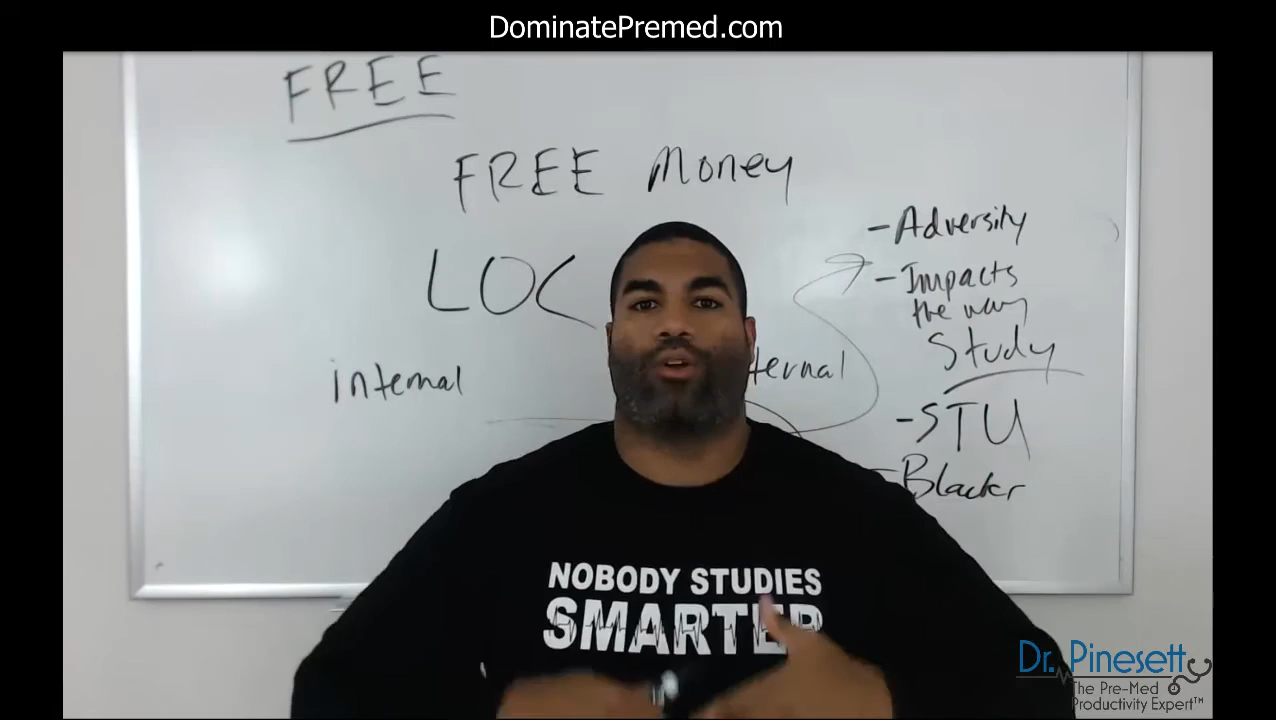 DominatePremed.com
FREE
FREE Money
LOC
internal
ternal
- Adversity
- Impacts
the way
Study
- STU
- Blacker
NOBODY STUDIES
SMARTER
Dr. Pinesett
The Pre-Med
Productivity Expert™